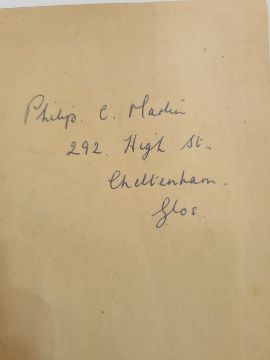 Philip. C. Martin
292. High St.
Cheltenham.
Glos.